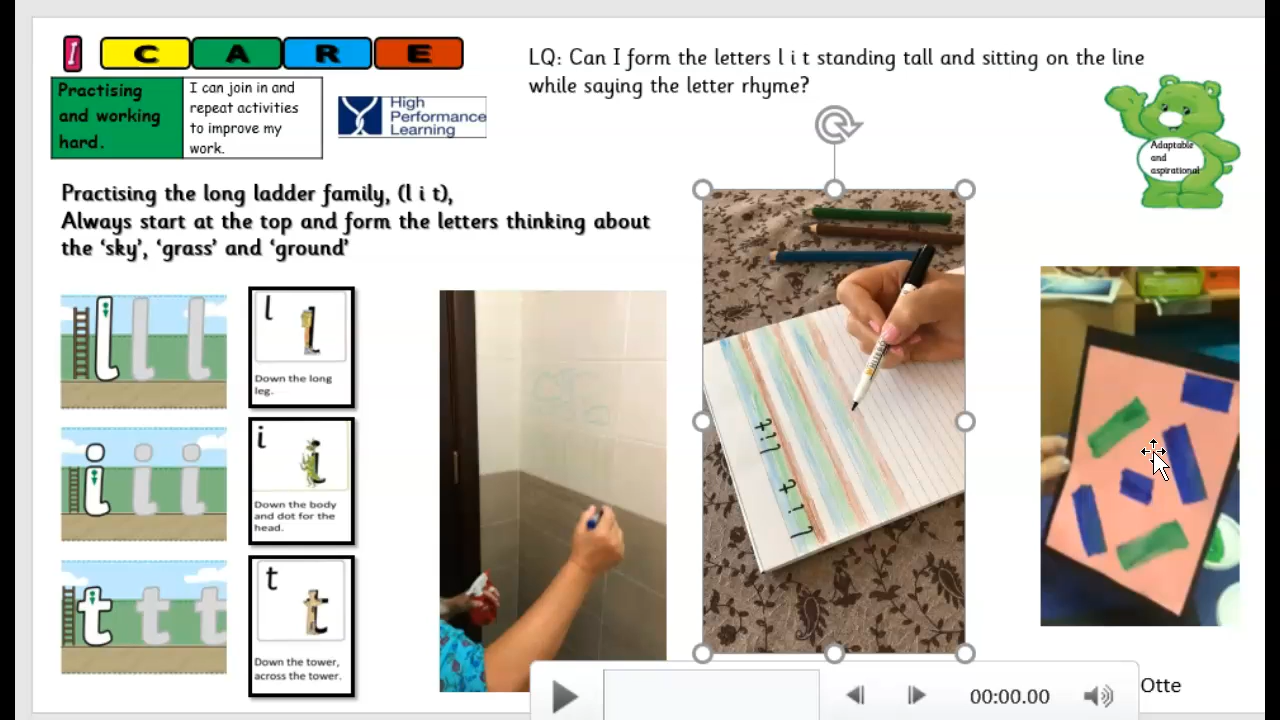 I
C A R E
Practising
and working
hard.
I can join in and
repeat activities
to improve my
work.
High
Performance
Learning
LQ: Can I form the letters l i t standing tall and sitting on the line
while saying the letter rhyme?
Adaptable
and
aspirational
Practising the long ladder family, (l i t),
Always start at the top and form the letters thinking about
the ‘sky’, ‘grass’ and ‘ground’
l l l
l
Down the long
leg.
i i i
i
Down the body
and dot for the
head.
t t t
t
Down the tower,
across the tower.
lit
l i t
00:00.00
Otte